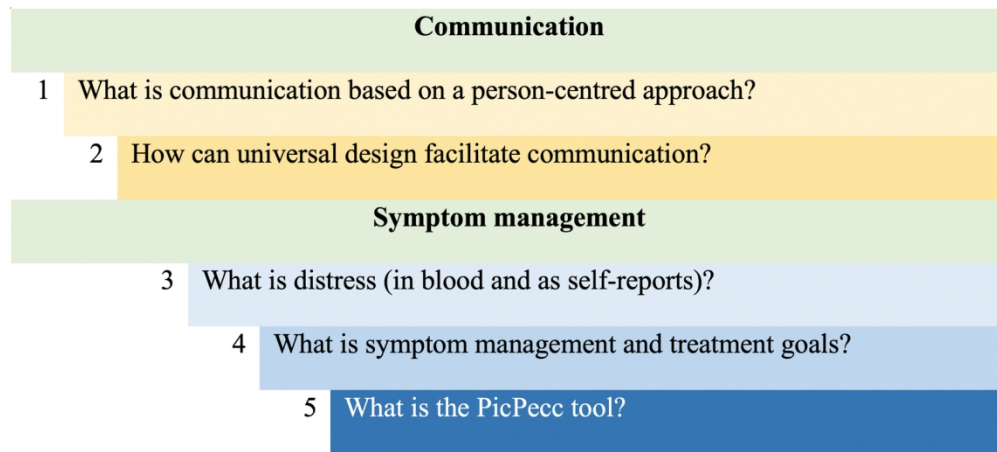 Communication
1 What is communication based on a person-centred approach?
2 How can universal design facilitate communication?
Symptom management
3 What is distress (in blood and as self-reports)?
4 What is symptom management and treatment goals?
5 What is the PicPecc tool?